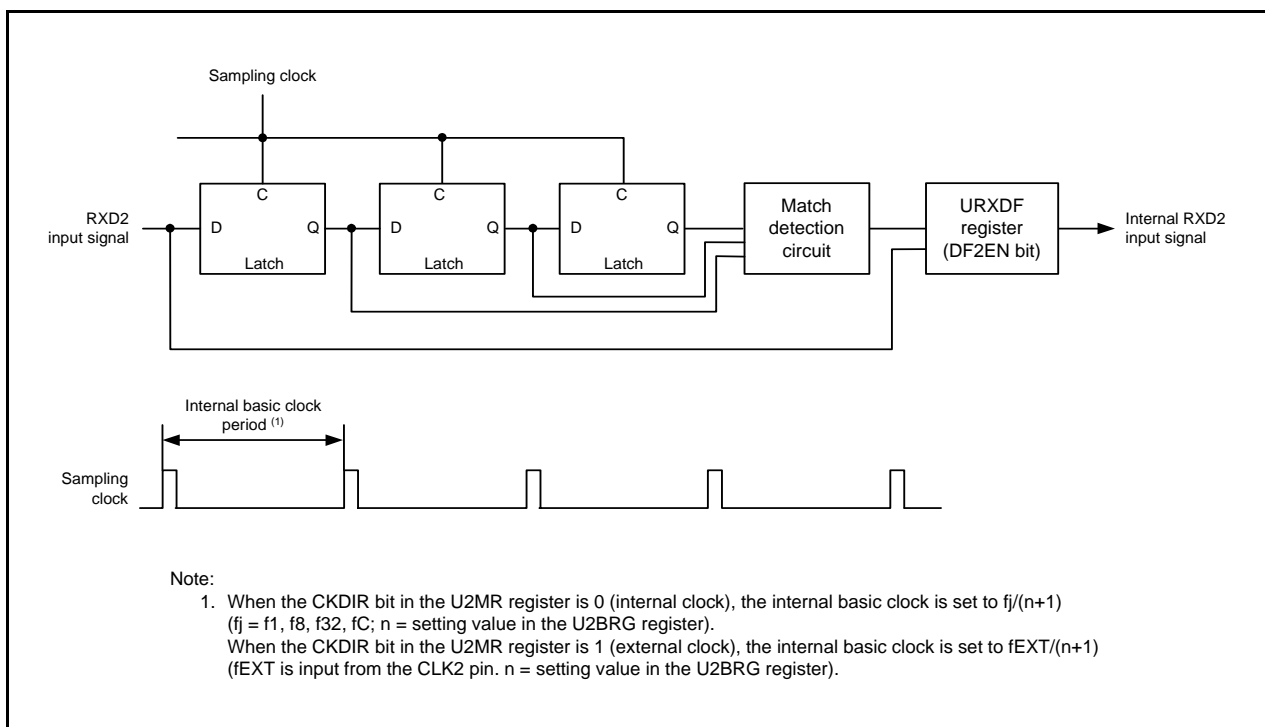 Sampling clock
C
C
C
RXD2
input signal
D
Q
Latch
D
Q
Latch
D
Q
Latch
Match
detection
circuit
URXDF
register
(DF2EN bit)
Internal RXD2
input signal
Internal basic clock
period (1)
Sampling
clock
Note:
1. When the CKDIR bit in the U2MR register is 0 (internal clock), the internal basic clock is set to fj/(n+1)
(fj = f1, f8, f32, fC; n = setting value in the U2BRG register).
When the CKDIR bit in the U2MR register is 1 (external clock), the internal basic clock is set to fEXT/(n+1)
(fEXT is input from the CLK2 pin. n = setting value in the U2BRG register).